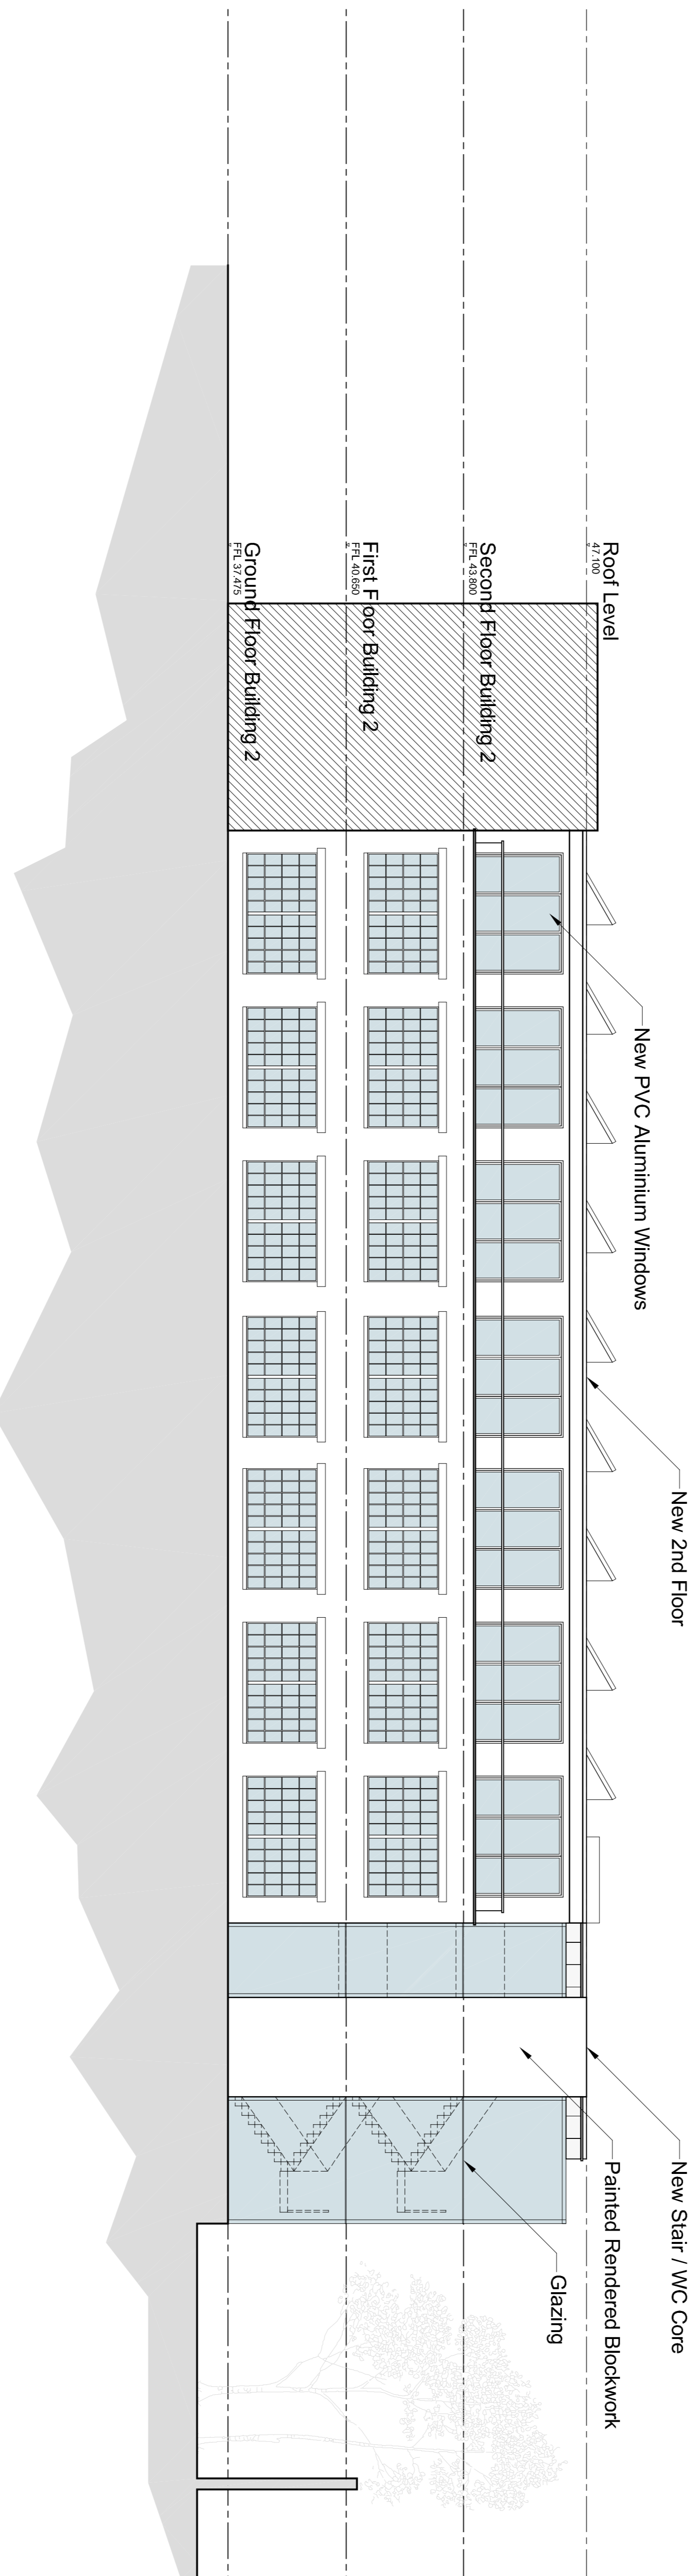 Roof Level
47.100
Second Floor Building 2
FFL 43.800
First Floor Building 2
FFL 40.650
Ground Floor Building 2
FFL 37.475
New PVC Aluminium Windows
New 2nd Floor
New Stair / WC Core
Painted Rendered Blockwork
Glazing